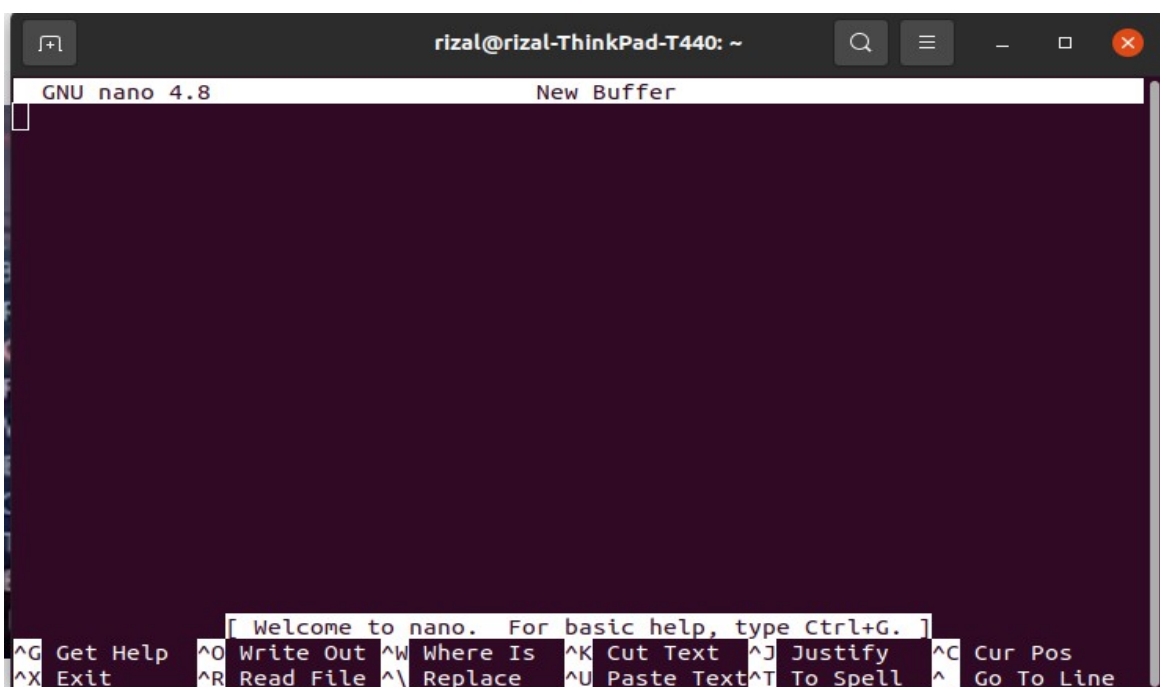 rizal@rizal-ThinkPad-T440: ~
GNU nano 4.8 New Buffer
[ Welcome to nano. For basic help, type Ctrl+G. ]
^G Get Help ^O Write Out ^W Where Is ^K Cut Text ^J Justify ^C Cur Pos
^X Exit ^R Read File ^\ Replace ^U Paste Text ^T To Spell ^ Go To Line